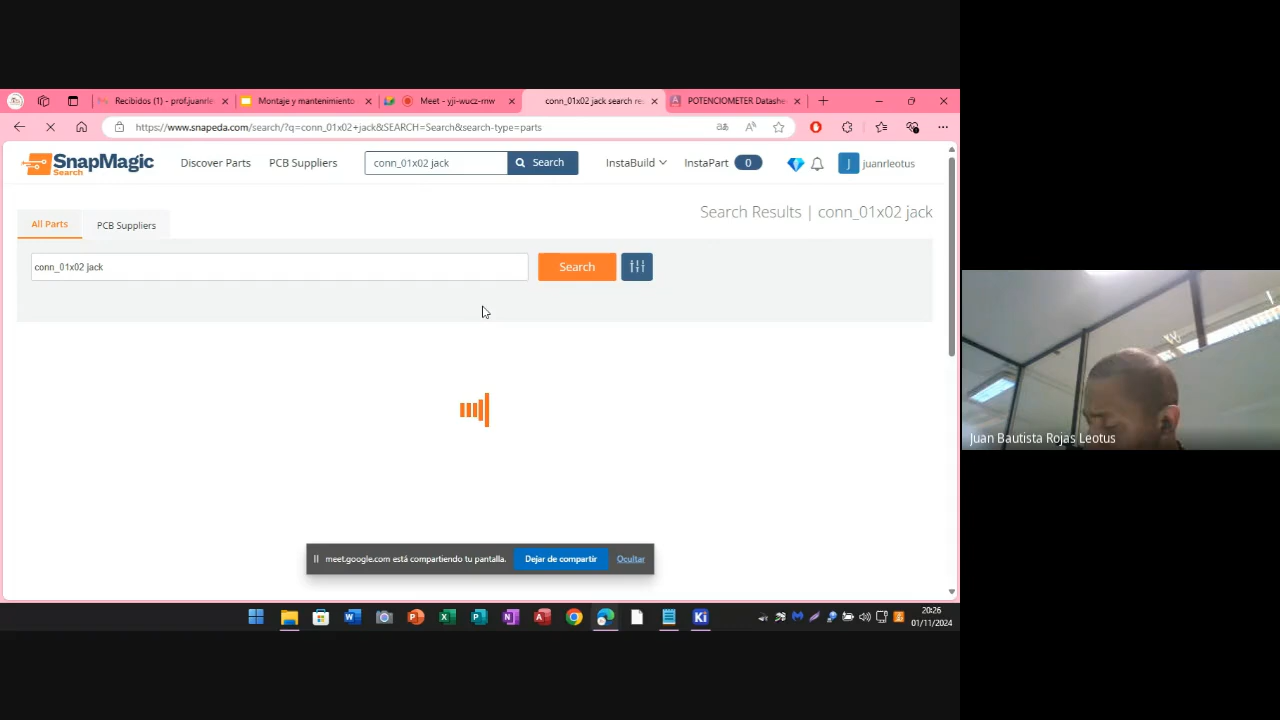 Recibidos (1) - prof.juanrle
Montaje y mantenimiento
Meet - yji-wucz-rnw
conn_01x02 jack search re
POTENCIOMETER Datashe
https://www.snapeda.com/search/?q=conn_01x02+jack&SEARCH=Search&search-type=parts
SnapMagic
Search
Discover Parts
PCB Suppliers
conn_01x02 jack
Search
InstaBuild
InstaPart
0
J
juanrleotus
All Parts
PCB Suppliers
Search Results | conn_01x02 jack
conn_01x02 jack
Search
Juan Bautista Rojas Leotus
meet.google.com está compartiendo tu pantalla.
Dejar de compartir
Ocultar
Ki
20:26
01/11/2024